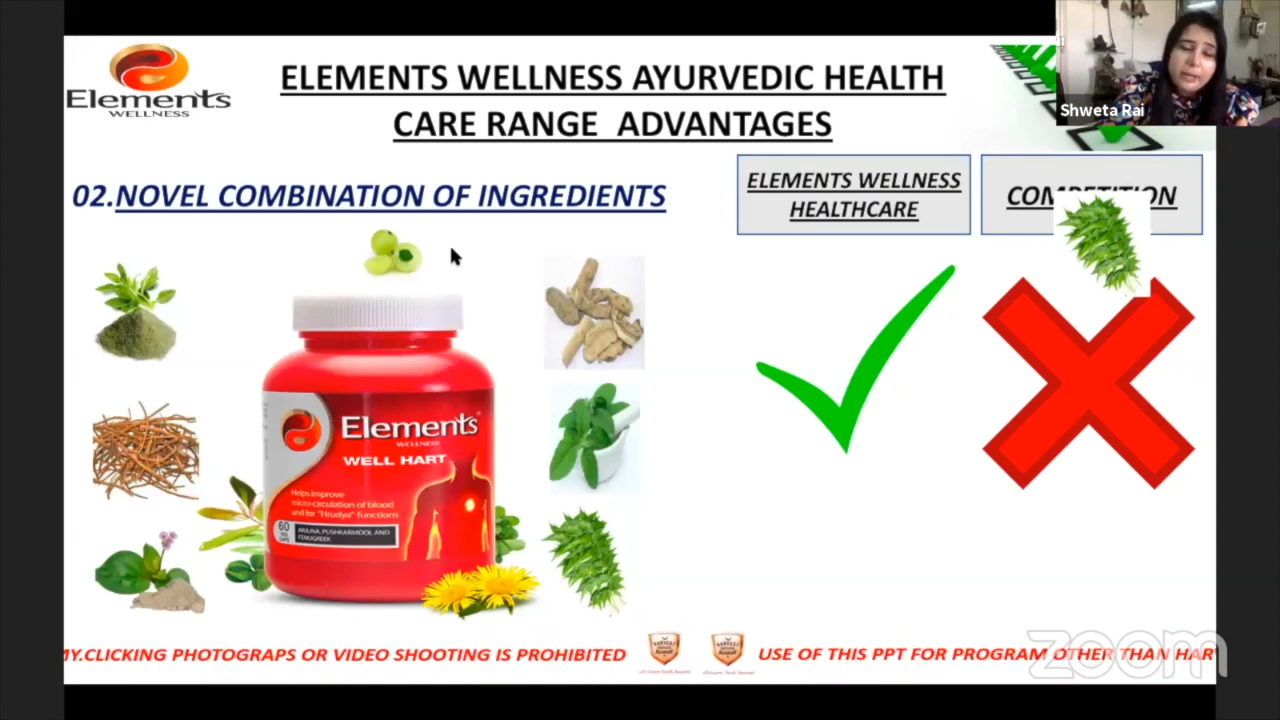 Elements
WELLNESS
ELEMENTS WELLNESS AYURVEDIC HEALTH
CARE RANGE ADVANTAGES
Shweta Rai
02.NOVEL COMBINATION OF INGREDIENTS
ELEMENTS WELLNESS
HEALTHCARE
COMPETITION
Elements
WELLNESS
WELL HART
Helps improve
micro-circulation of blood
and for "Hrudya" functions
60
ARJUNA, PUSHKARMOOL AND
FENUGREEK
MY.CLICKING PHOTOGRAPS OR VIDEO SHOOTING IS PROHIBITED
USE OF THIS PPT FOR PROGRAM OTHER THAN HAR
zoom